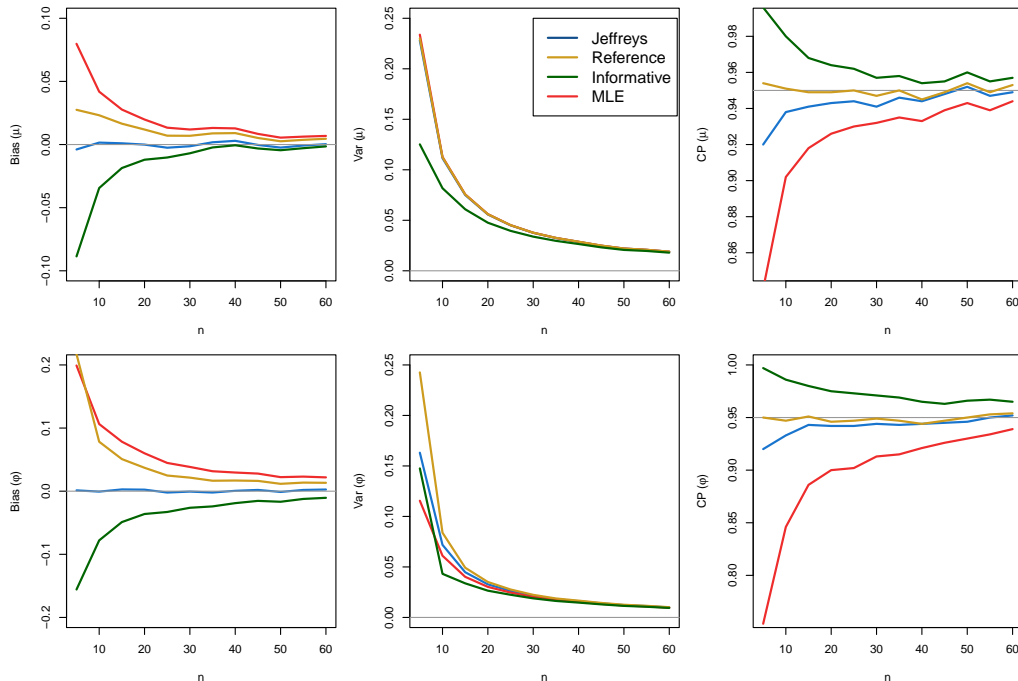 Bias (μ)
0.10
0.05
0.00
−0.05
−0.10
10 20 30 40 50 60
n
Var (μ)
0.25
0.20
0.15
0.10
0.05
0.00
10 20 30 40 50 60
n
Jeffreys
Reference
Informative
MLE
CP (μ)
0.98
0.96
0.94
0.92
0.90
0.88
0.86
10 20 30 40 50 60
n
Bias (φ)
0.2
0.1
0.0
−0.1
−0.2
10 20 30 40 50 60
n
Var (φ)
0.25
0.20
0.15
0.10
0.05
0.00
10 20 30 40 50 60
n
CP (φ)
1.00
0.95
0.90
0.85
0.80
10 20 30 40 50 60
n